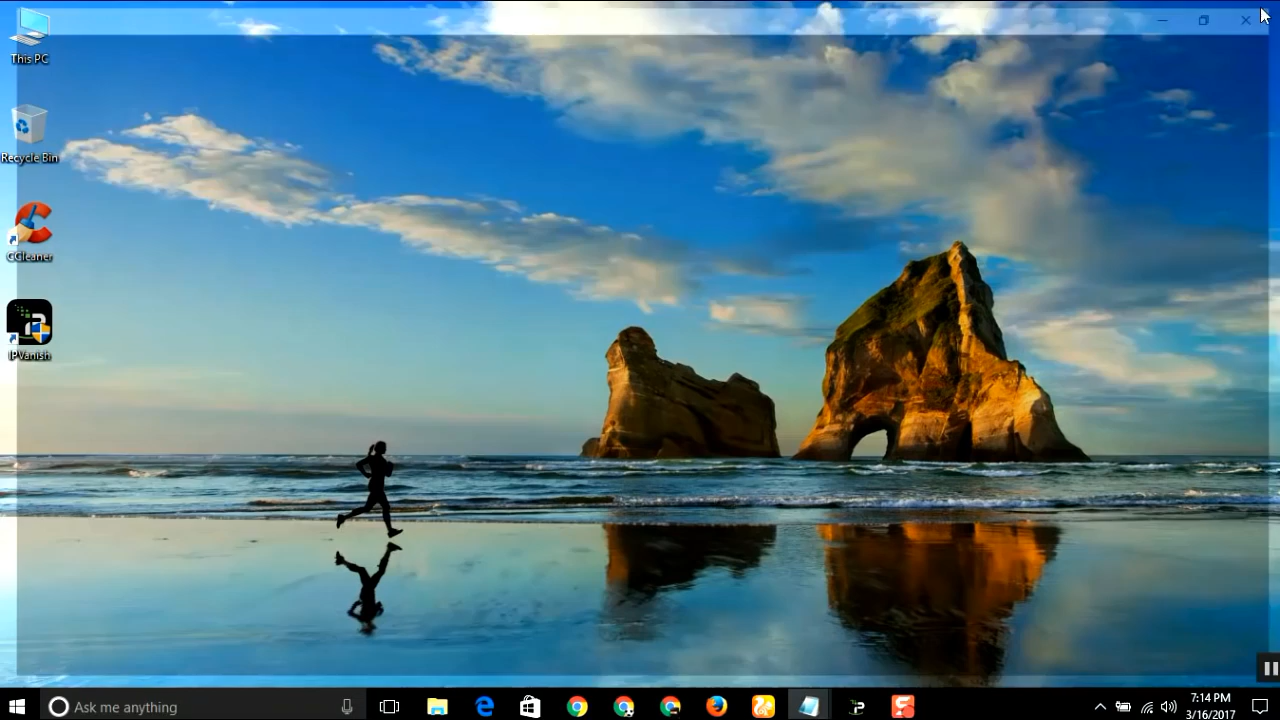 This PC
Recycle Bin
CCleaner
IPVanish
Ask me anything
7:14 PM
3/16/2017